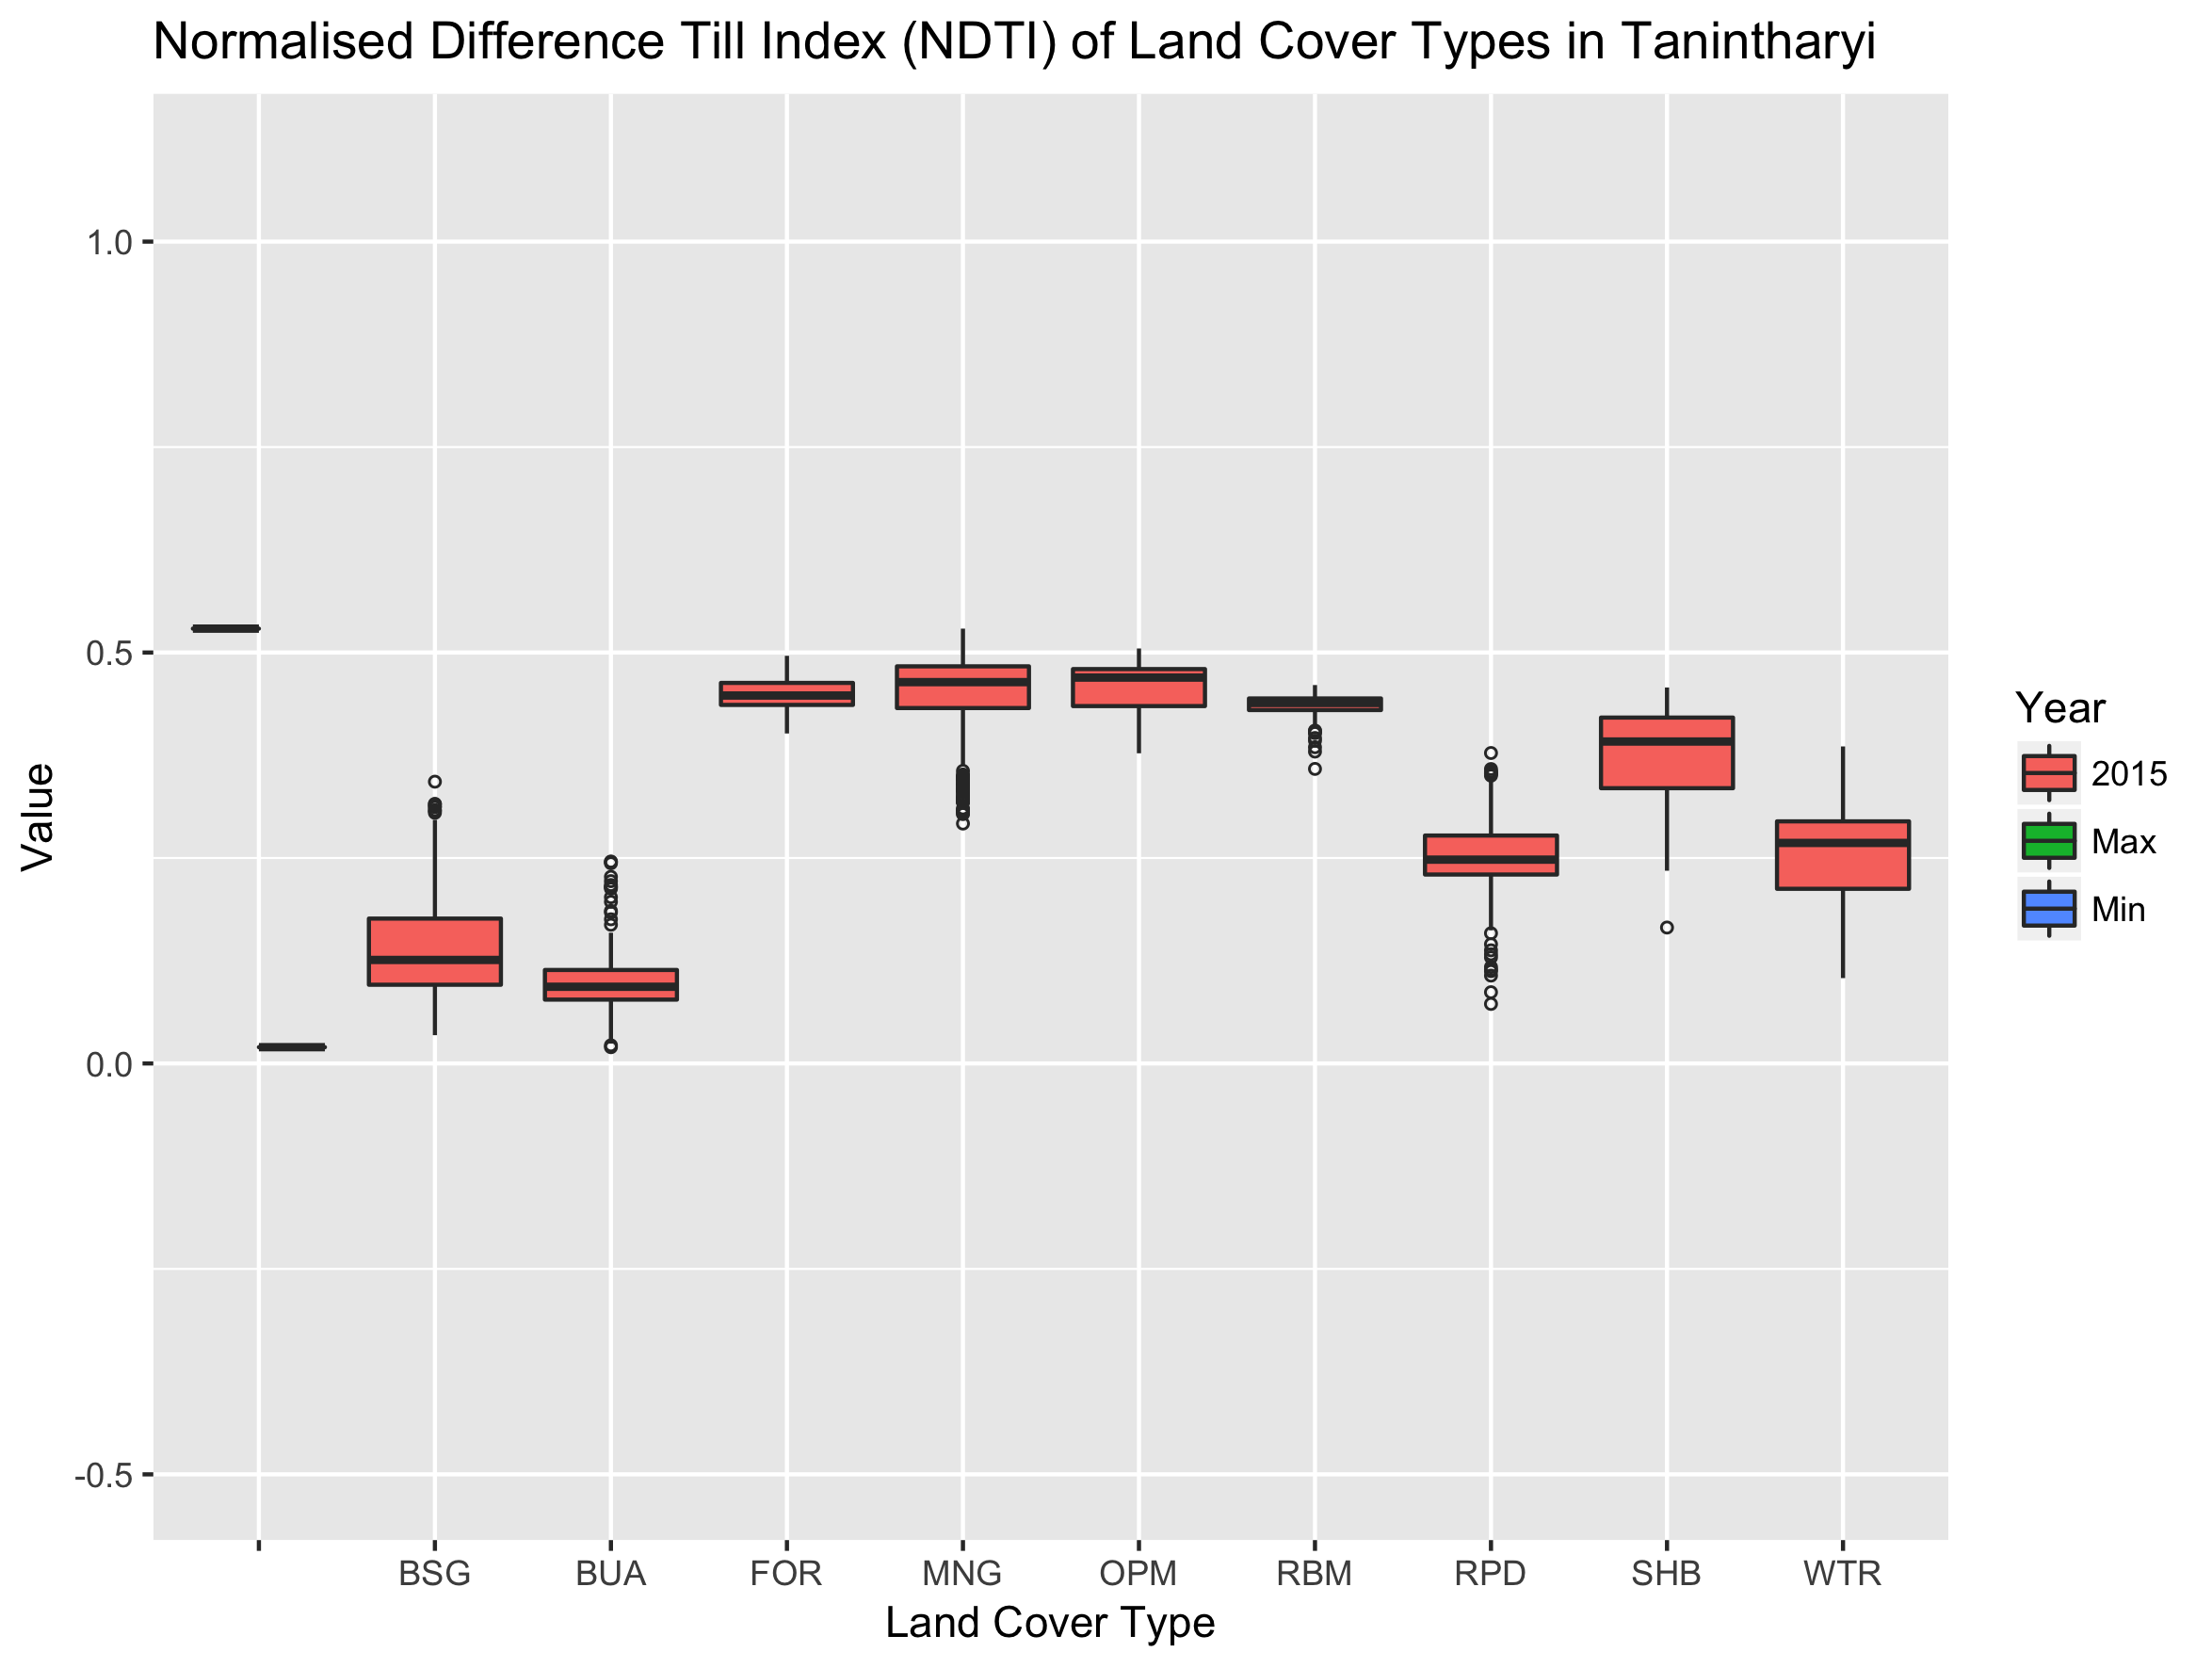 Normalised Difference Till Index (NDTI) of Land Cover Types in Tanintharyi
1.0
0.5
0.0
-0.5
Value
BSG BUA FOR MNG OPM RBM RPD SHB WTR
Land Cover Type
Year
2015
Max
Min